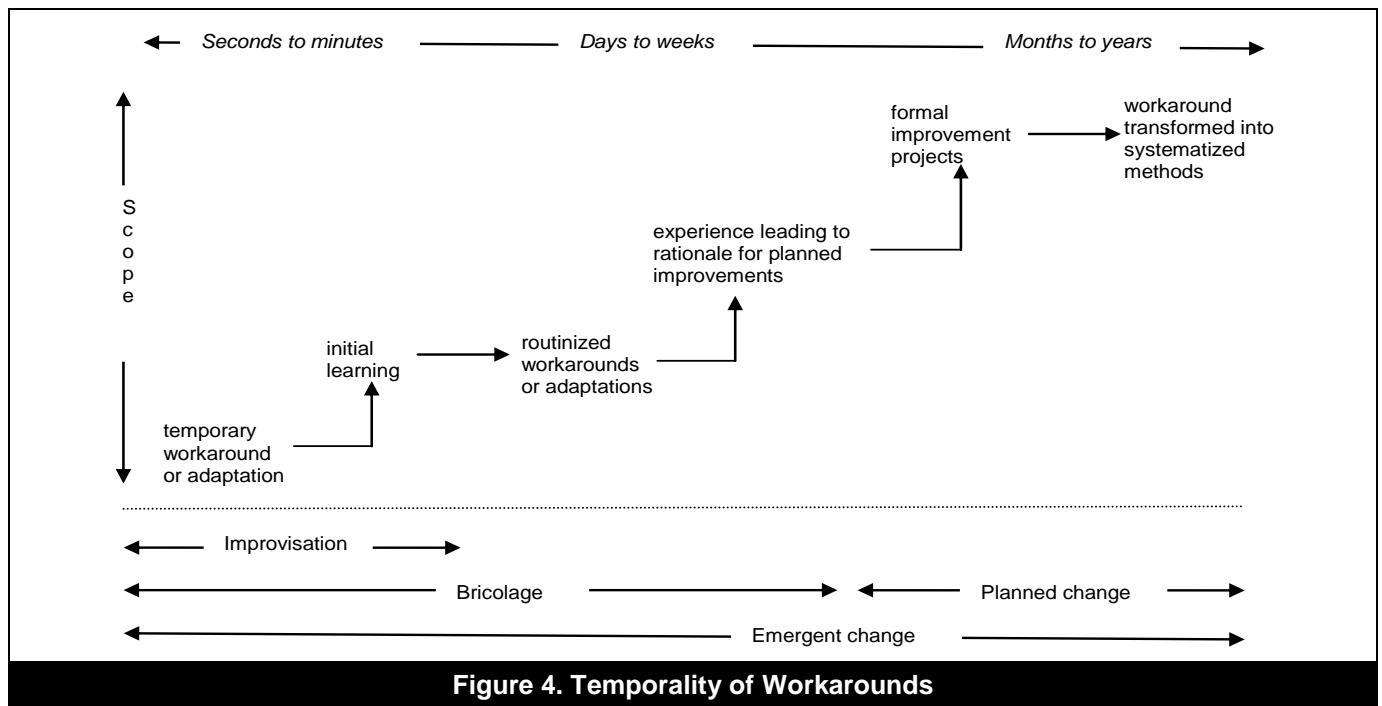 Seconds to minutes Days to weeks Months to years
formal
improvement
projects
workaround
transformed into
systematized
methods
Scope
experience leading to
rationale for planned
improvements
initial
learning
routinized
workarounds
or adaptations
temporary
workaround
or adaptation
Improvisation
Bricolage Planned change
Emergent change
Figure 4. Temporality of Workarounds